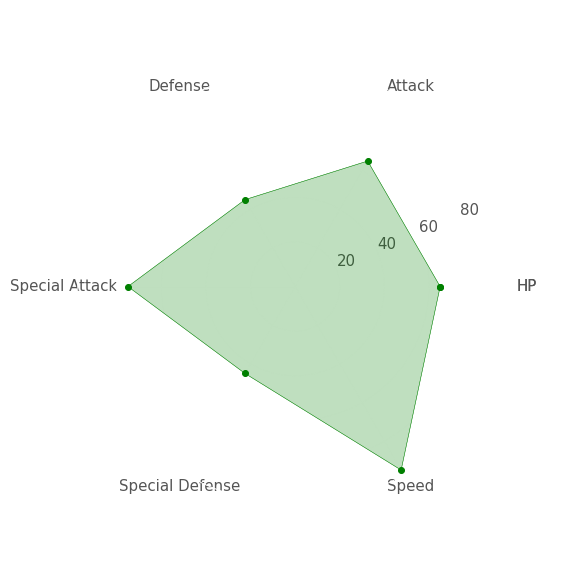 Defense
Attack
80
60
40
20
Special Attack
HP
Special Defense
Speed